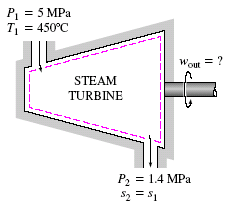 P₁ = 5 MPa
T₁ = 450°C
STEAM
TURBINE
wout = ?
P₂ = 1.4 MPa
s₂ = s₁